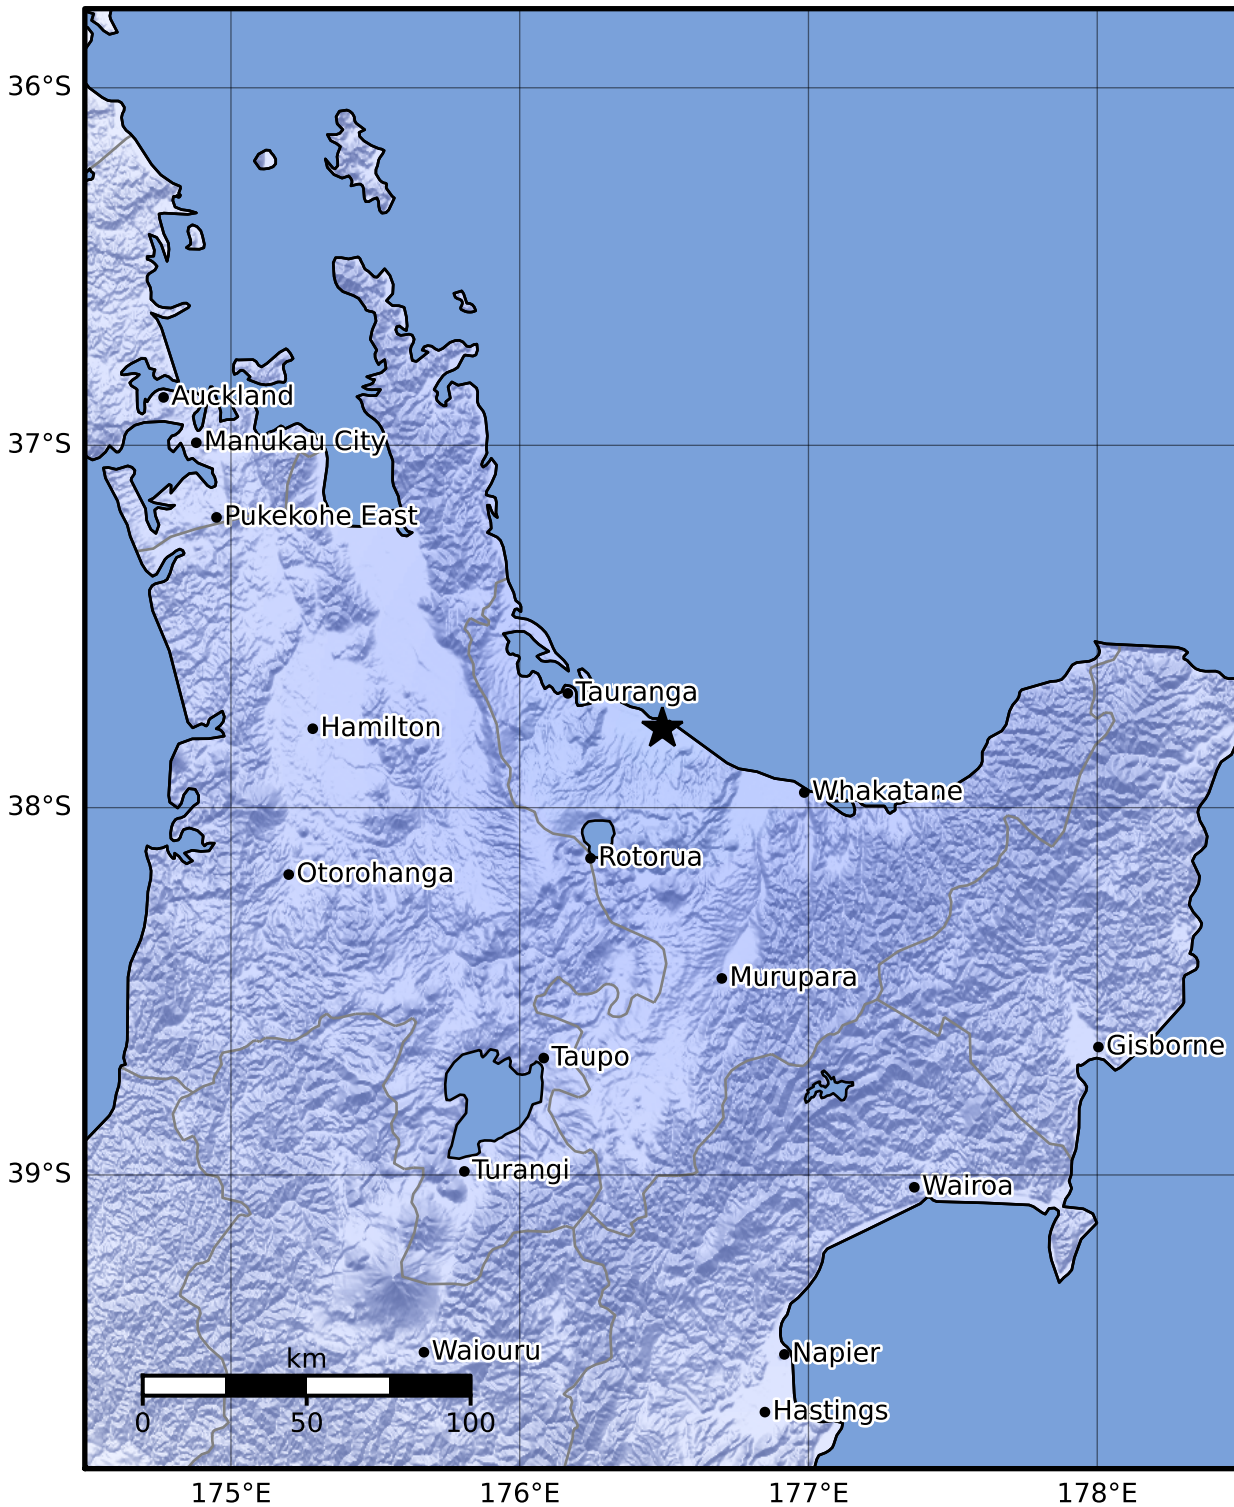 36°S
Auckland
37°S
Manukau City
Pukekohe East
Tauranga
Hamilton
Whakatane
38°S
Rotorua
Otorohanga
Murupara
Gisborne
Taupo
39°S
Turangi
Wairoa
Waiouru
Napier
km
Hastings
0 50 100
175°E 176°E 177°E 178°E